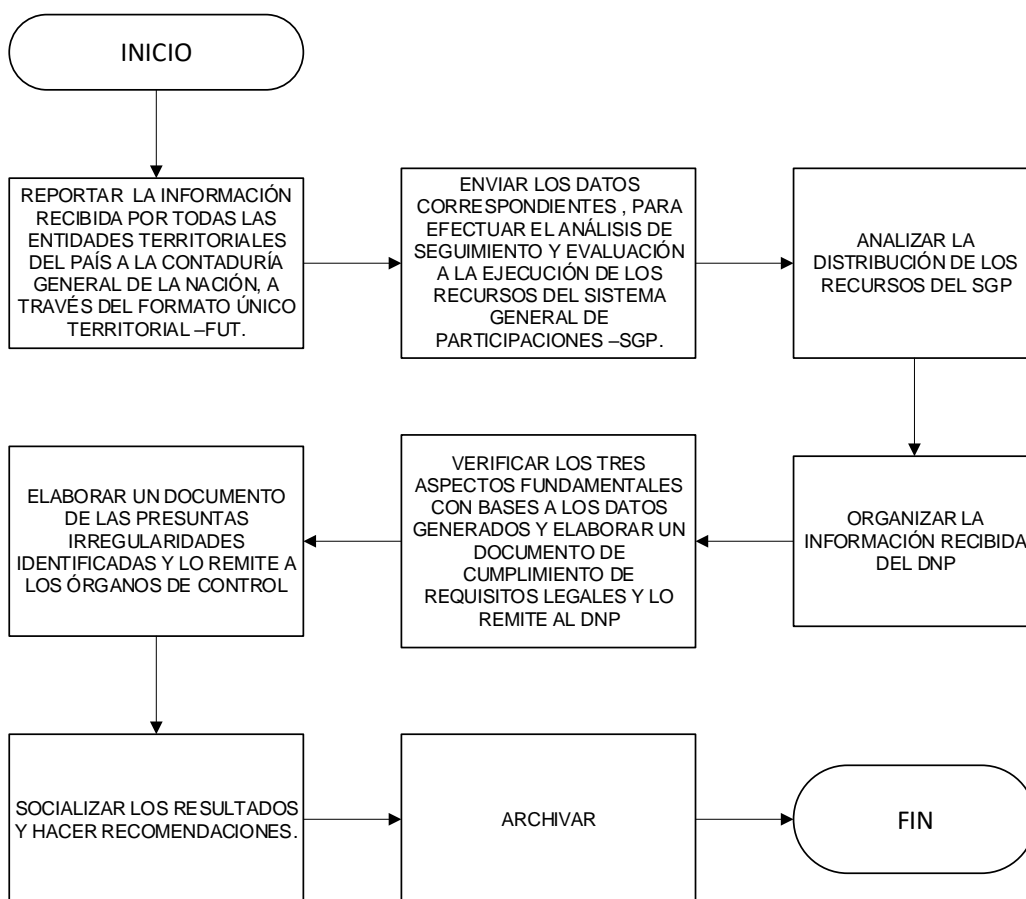 INICIO
REPORTAR LA INFORMACIÓN
RECIBIDA POR TODAS LAS
ENTIDADES TERRITORIALES
DEL PAÍS A LA CONTADURÍA
GENERAL DE LA NACIÓN, A
TRAVÉS DEL FORMATO ÚNICO
TERRITORIAL –FUT.
ENVIAR LOS DATOS
CORRESPONDIENTES , PARA
EFECTUAR EL ANÁLISIS DE
SEGUIMIENTO Y EVALUACIÓN
A LA EJECUCIÓN DE LOS
RECURSOS DEL SISTEMA
GENERAL DE
PARTICIPACIONES –SGP.
ANALIZAR LA
DISTRIBUCIÓN DE LOS
RECURSOS DEL SGP
ORGANIZAR LA
INFORMACIÓN RECIBIDA
DEL DNP
VERIFICAR LOS TRES
ASPECTOS FUNDAMENTALES
CON BASES A LOS DATOS
GENERADOS Y ELABORAR UN
DOCUMENTO DE
CUMPLIMIENTO DE
REQUISITOS LEGALES Y LO
REMITE AL DNP
ELABORAR UN DOCUMENTO
DE LAS PRESUNTAS
IRREGULARIDADES
IDENTIFICADAS Y LO REMITE A
LOS ÓRGANOS DE CONTROL
SOCIALIZAR LOS RESULTADOS
Y HACER RECOMENDACIONES.
ARCHIVAR
FIN